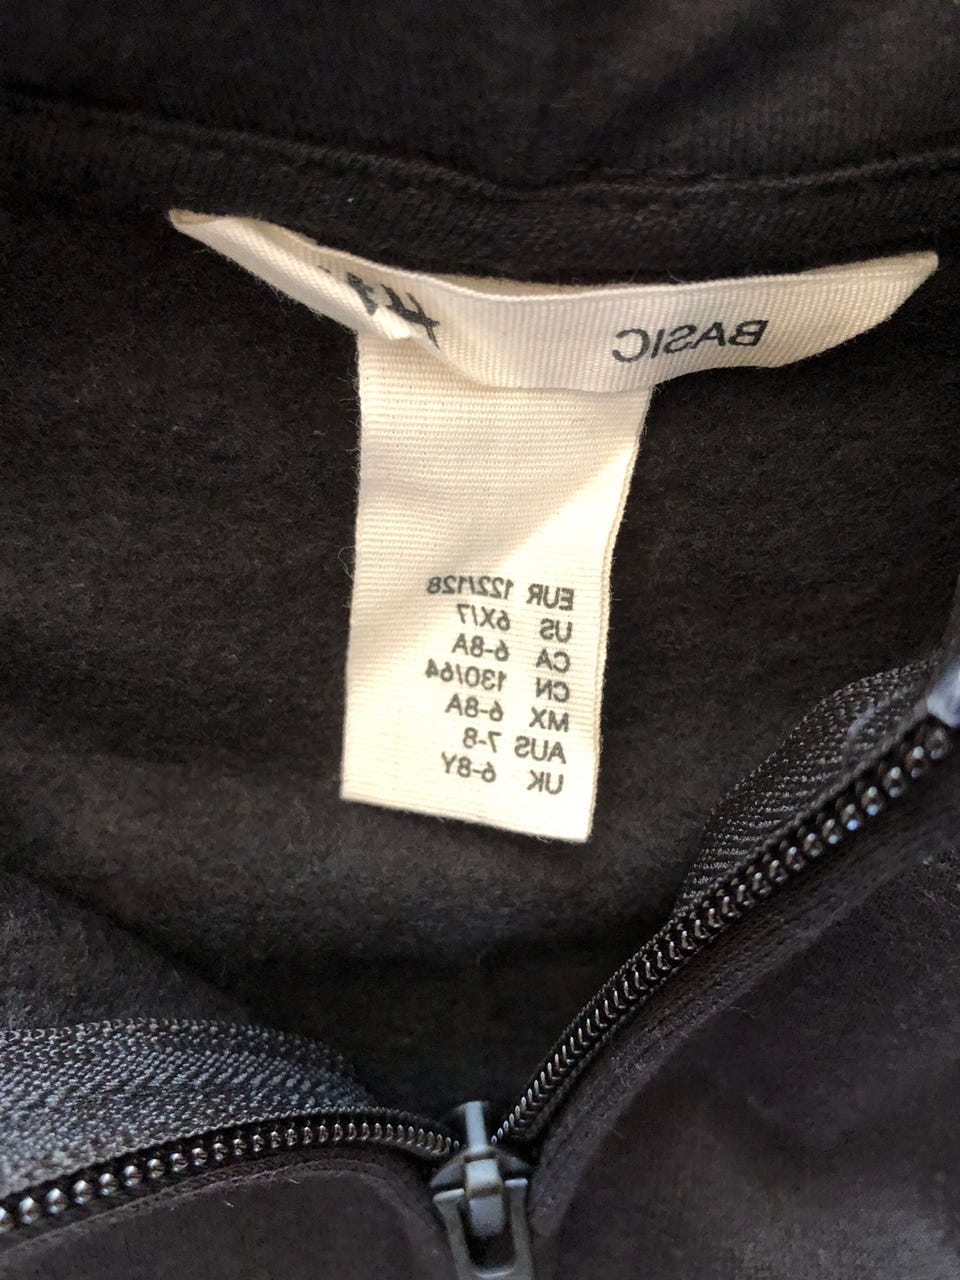 BASIC
EUR 122/128
US 6X/7
CA 6-8A
CN 130/64
MX 6-8A
AUS 7-8
UK 6-8Y